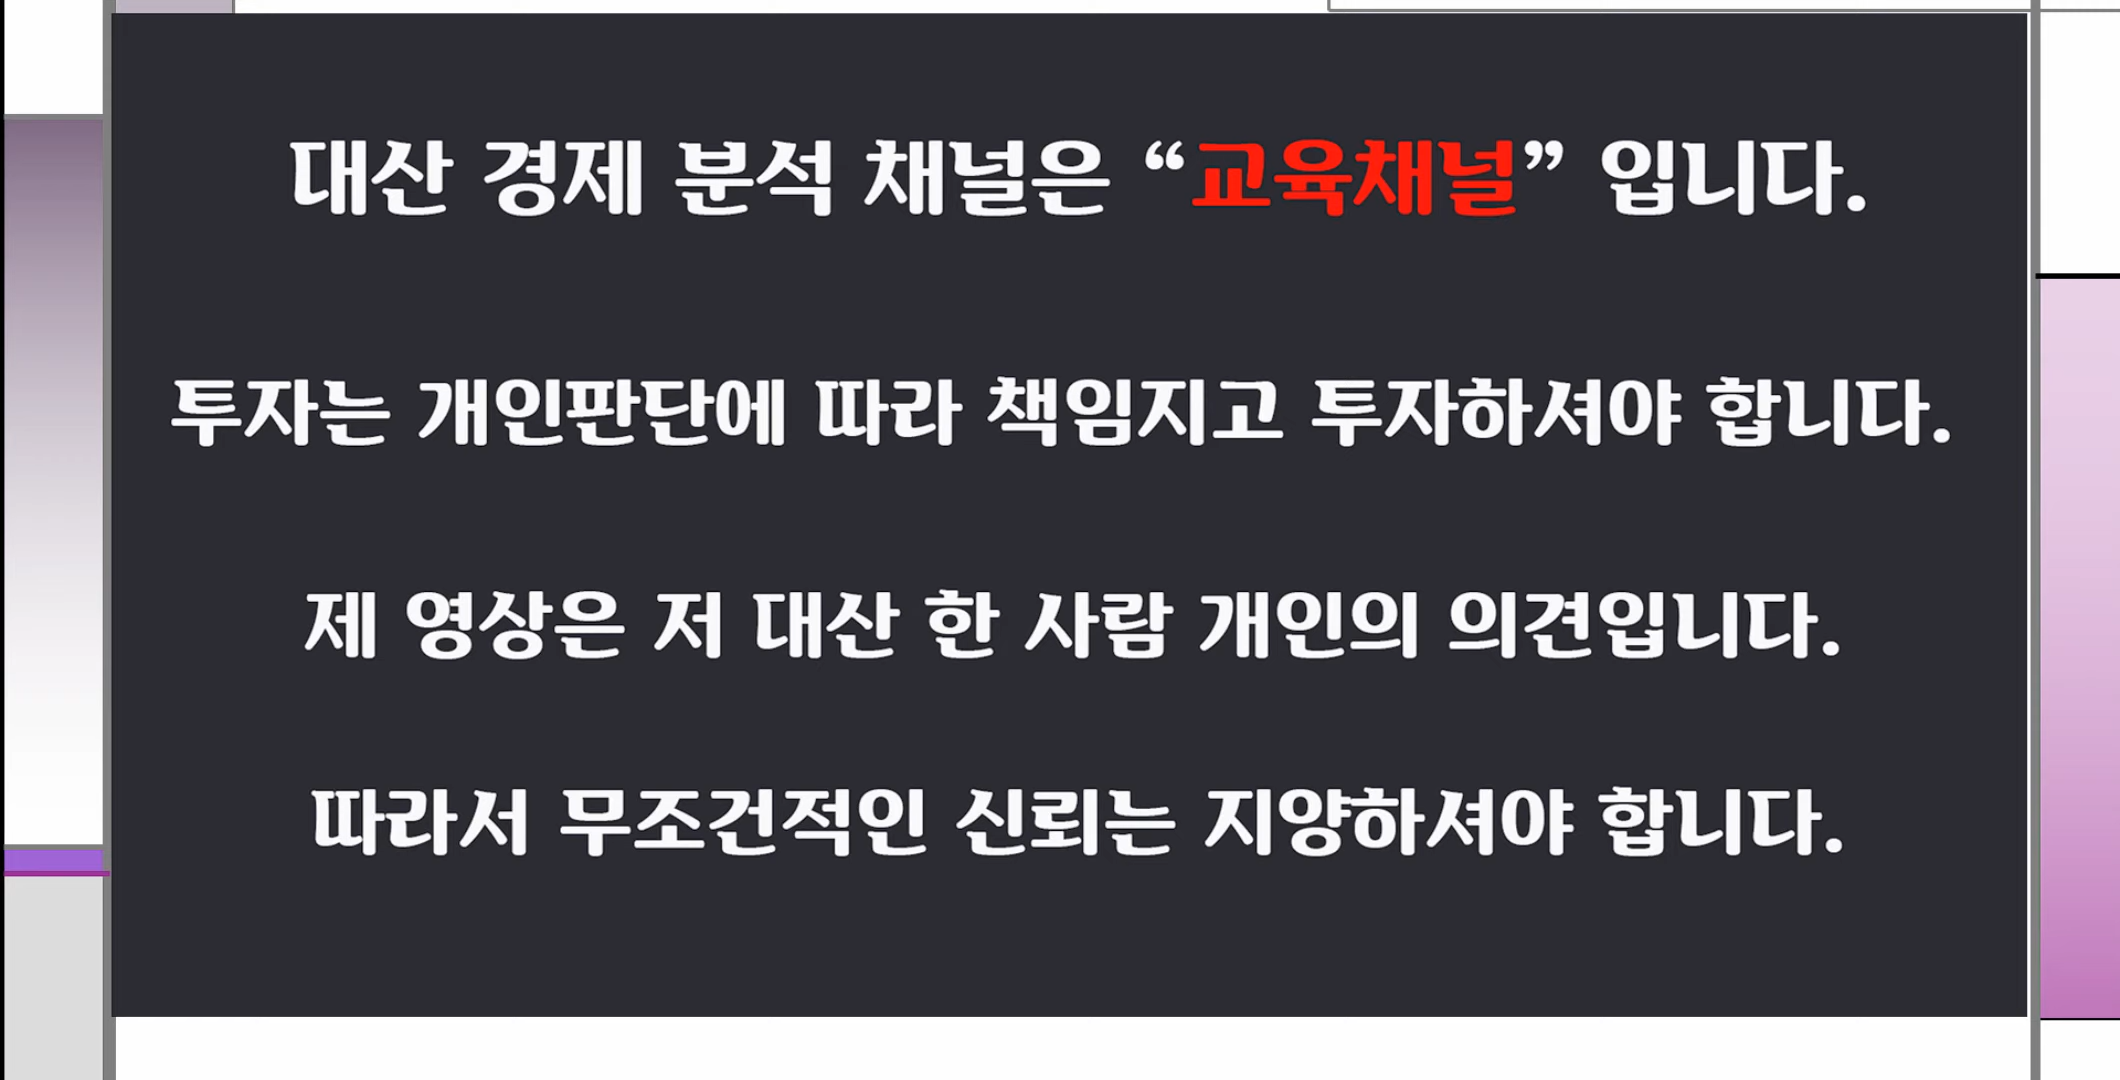 대산 경제 분석 채널은 “교육채널” 입니다.
투자는 개인판단에 따라 책임지고 투자하셔야 합니다.
제 영상은 저 대산 한 사람 개인의 의견입니다.
따라서 무조건적인 신뢰는 지양하셔야 합니다.